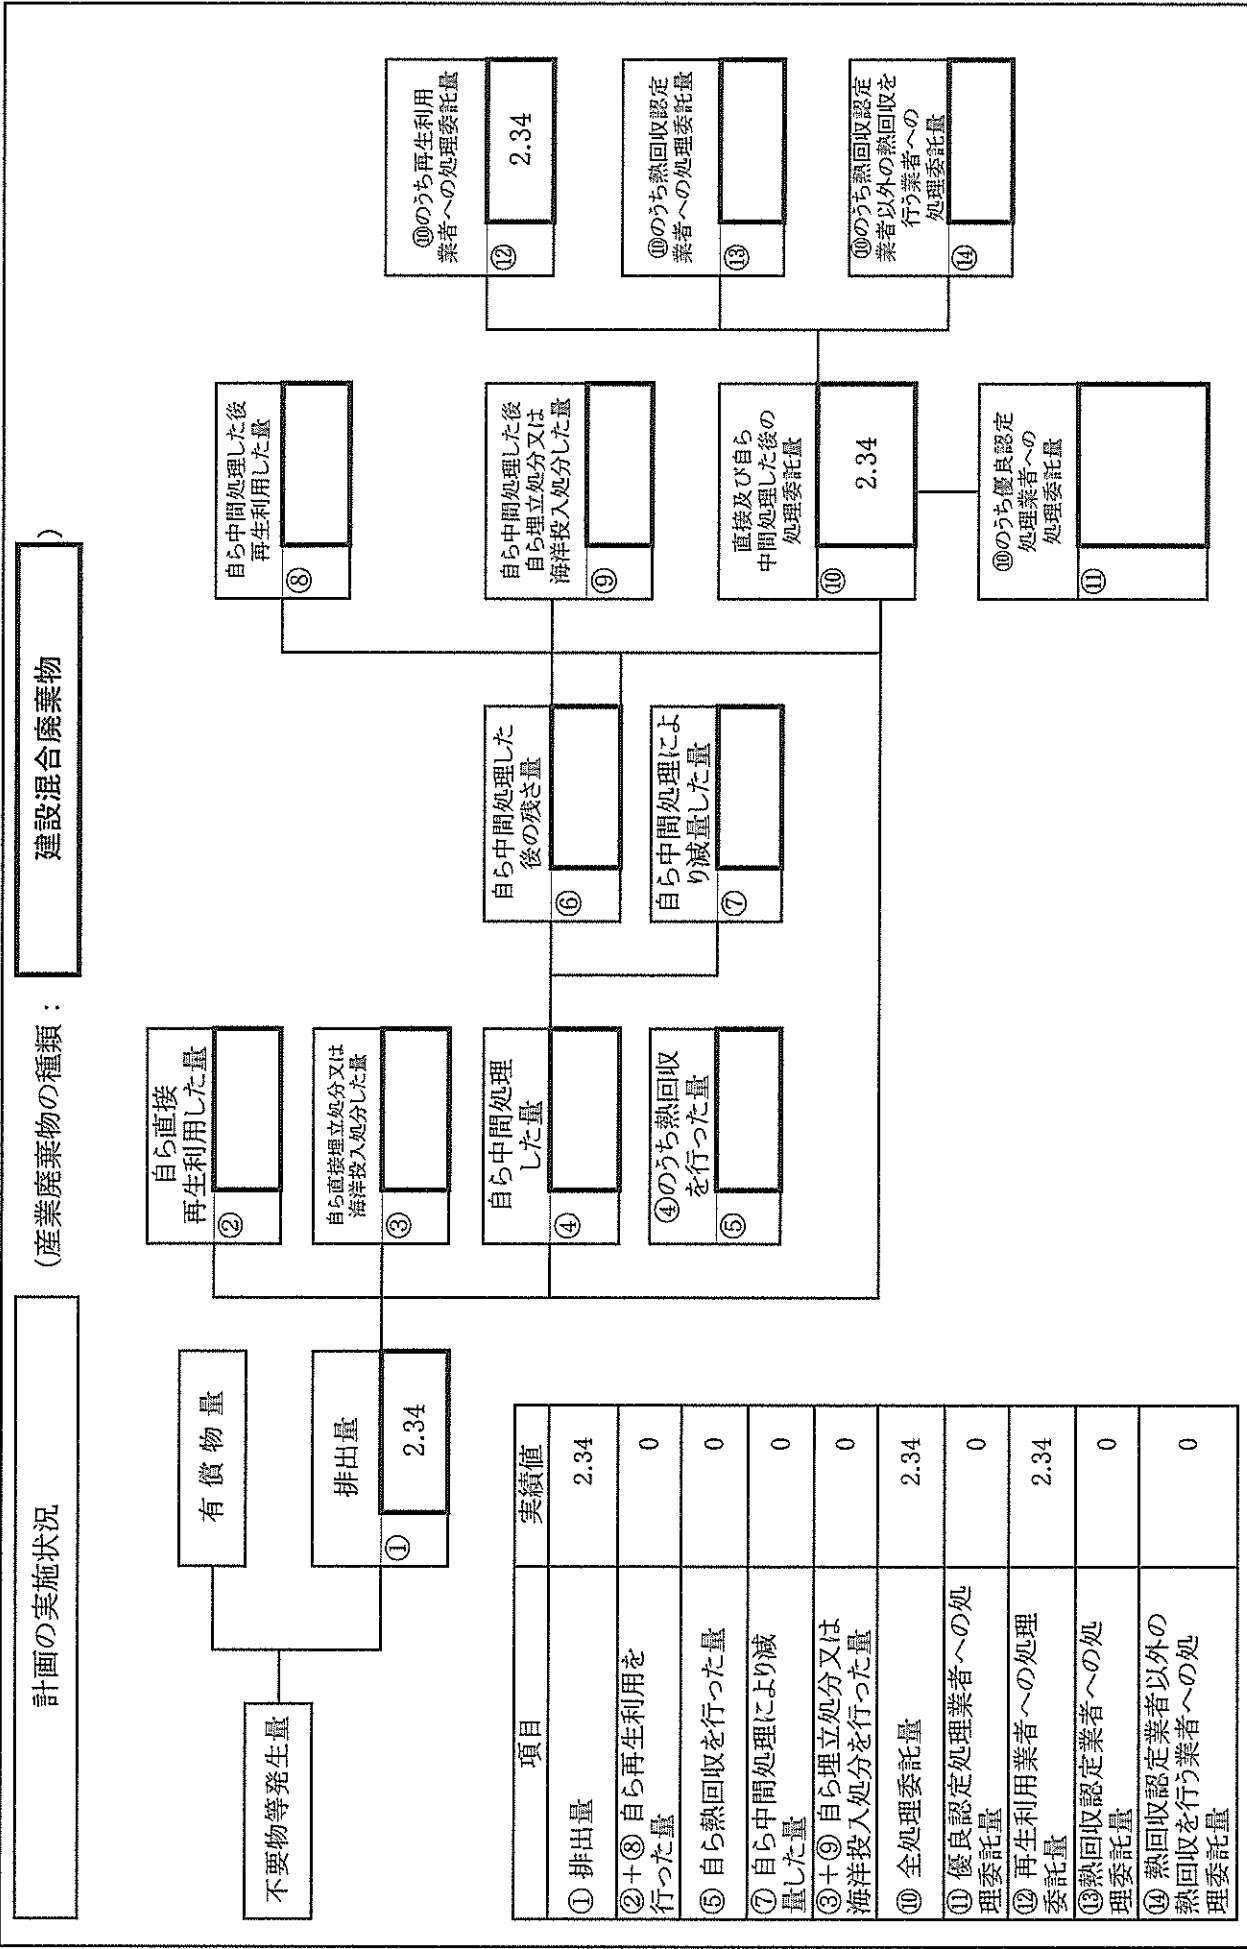 計画の実施状況
(産業廃棄物の種類：
建設混合廃棄物
)
不要物等発生量
有 償 物 量
排出量
①
2.34
自ら直接
再生利用した量
②
自ら直接埋立処分又は
海洋投入処分した量
③
自ら中間処理
した量
④
④のうち熱回収
を行った量
⑤
自ら中間処理した
後の残さ量
⑥
自ら中間処理によ
り減量した量
⑦
自ら中間処理した後
再生利用した量
⑧
自ら中間処理した後
自ら埋立処分又は
海洋投入処分した量
⑨
直接及び自ら
中間処理した後の
処理委託量
⑩
2.34
⑩のうち優良認定
処理業者への
処理委託量
⑪
⑩のうち再生利用
業者への処理委託量
⑫
2.34
⑩のうち熱回収認定
業者への処理委託量
⑬
⑩のうち熱回収認定
業者以外の熱回収を
行う業者への
処理委託量
⑭
項目
実績値
① 排出量
2.34
②＋⑧ 自ら再生利用を
行った量
0
⑤ 自ら熱回収を行った量
0
⑦ 自ら中間処理により減
量した量
0
③＋⑨ 自ら埋立処分又は
海洋投入処分を行った量
0
⑩ 全処理委託量
2.34
⑪ 優良認定処理業者への処
理委託量
0
⑫ 再生利用業者への処理
委託量
2.34
⑬熱回収認定業者への処
理委託量
0
⑭ 熱回収認定業者以外の
熱回収を行う業者への処
理委託量
0